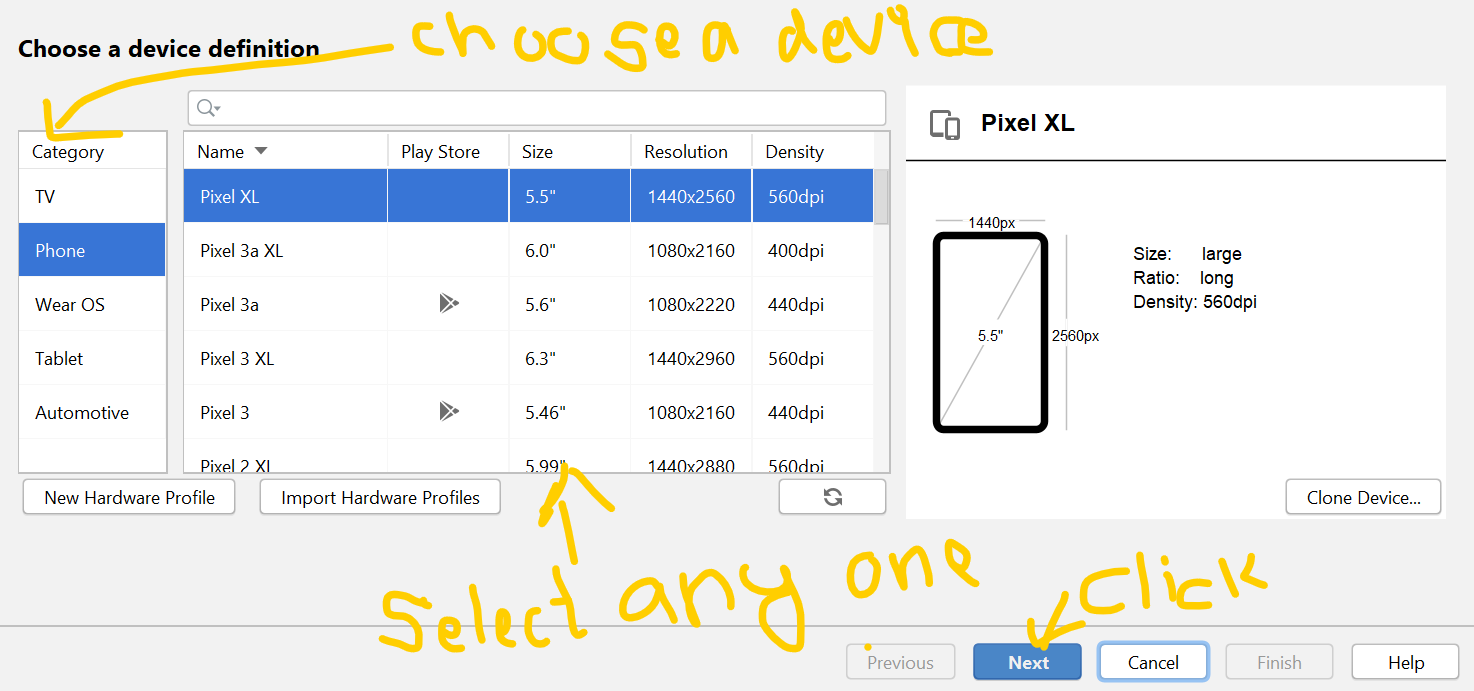 choose a device
Choose a device definition
Category
TV
Phone
Wear OS
Tablet
Automotive
Name Play Store Size Resolution Density
Pixel XL 5.5" 1440x2560 560dpi
Pixel 3a XL 6.0" 1080x2160 400dpi
Pixel 3a 5.6" 1080x2220 440dpi
Pixel 3 XL 6.3" 1440x2960 560dpi
Pixel 3 5.46" 1080x2160 440dpi
Pixel 2 XL 5.99" 1440x2880 560dpi
New Hardware Profile Import Hardware Profiles
Pixel XL
1440px
5.5"
2560px
Size: large
Ratio: long
Density: 560dpi
Clone Device...
Select any one
Click
Previous Next Cancel Finish Help